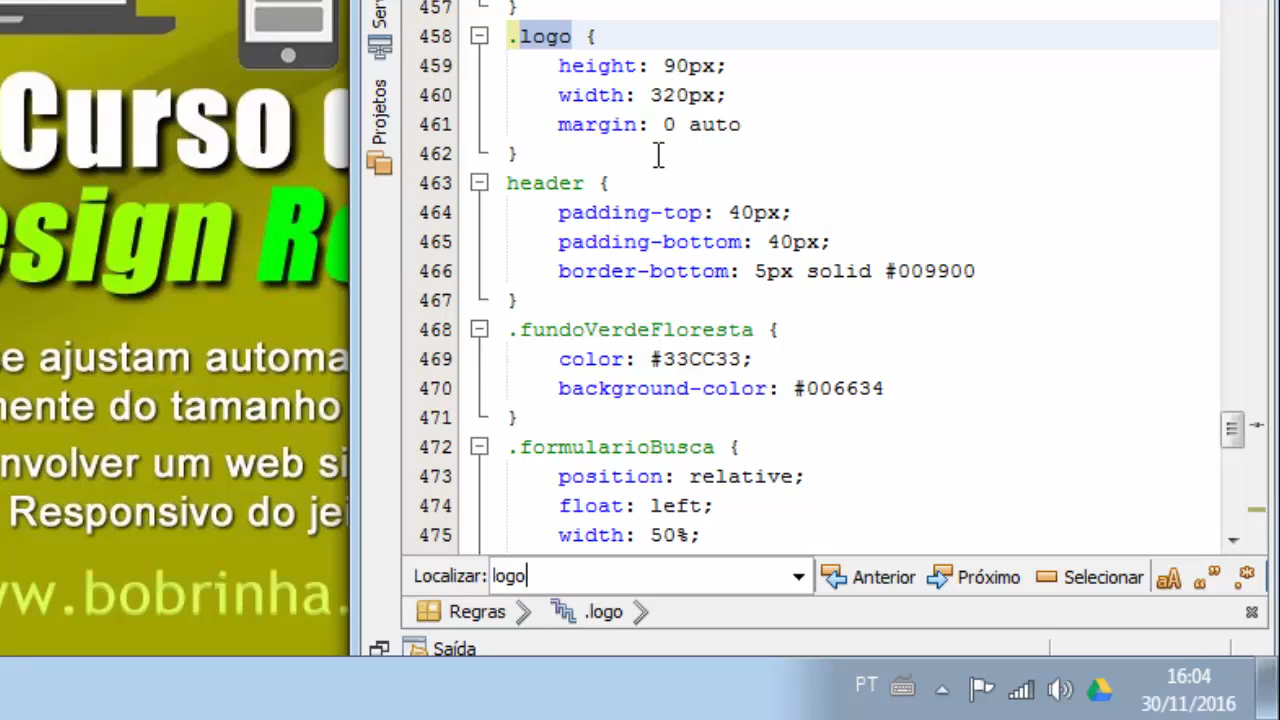 Curso
esign Re
e ajustam automa
mente do tamanho
nvolver um web si
Responsivo do jei
w.bobrinha.
Serv
Projetos
457 }
458 .logo {
459 height: 90px;
460 width: 320px;
461 margin: 0 auto
462 }
463 header {
464 padding-top: 40px;
465 padding-bottom: 40px;
466 border-bottom: 5px solid #009900
467 }
468 .fundoVerdeFloresta {
469 color: #33CC33;
470 background-color: #006634
471 }
472 .formularioBusca {
473 position: relative;
474 float: left;
475 width: 50%;
Localizar: logo Anterior Próximo Selecionar aA
Regras .logo
Saída
PT 16:04
30/11/2016